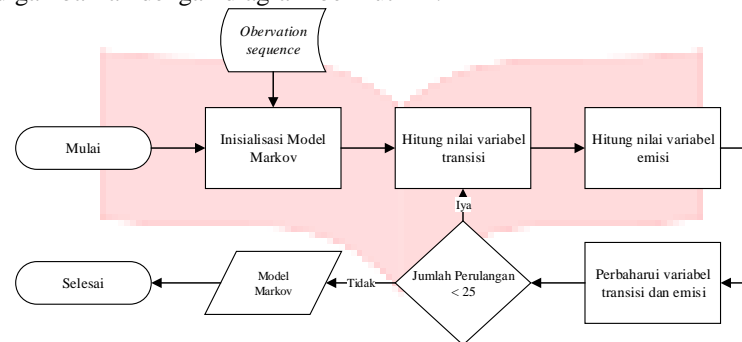 Obervation
sequence
Mulai
Inisialisasi Model
Markov
Hitung nilai variabel
transisi
Hitung nilai variabel
emisi
Iya
Selesai
Model
Markov
Tidak
Jumlah Perulangan
< 25
Perbaharui variabel
transisi dan emisi